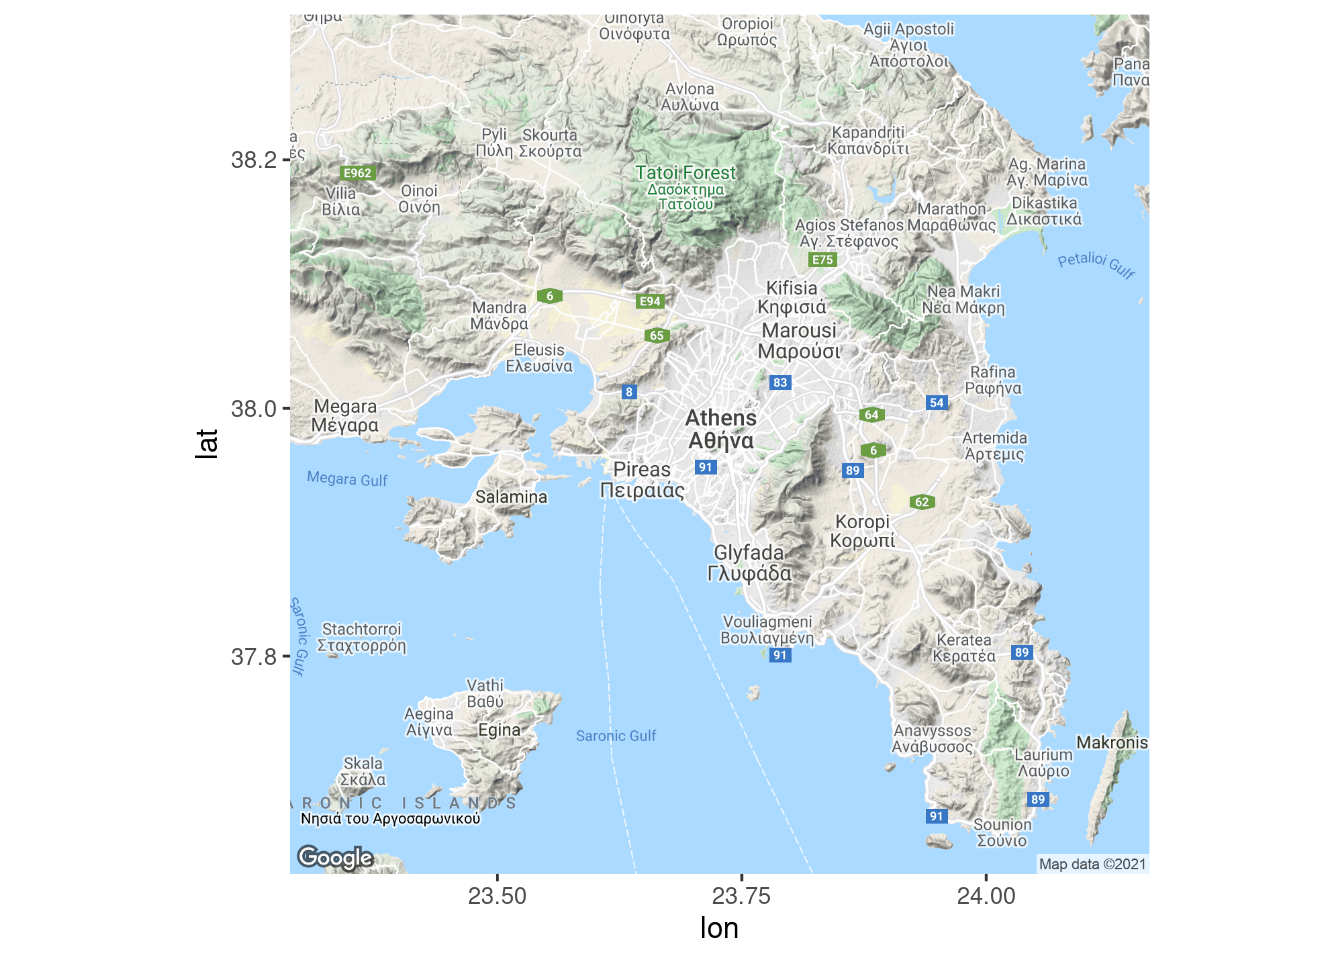 Θήβα
Oinofyta
Οινόφυτα
Oropioi
Ωρωπός
Agii Apostoli
Άγιοι
Απόστολοι
Pana
Πανα
Avlona
Αυλώνα
38.2
Pyli
Πύλη
Skourta
Σκούρτα
Kapandriti
Καπανδρίτι
E962
Vilia
Βίλια
Oinoi
Οινόη
Tatoi Forest
Δασόκτημα
Τατοΐου
Ag. Marina
Αγ. Μαρίνα
Dikastika
Δικαστικά
Marathon
Μαραθώνας
Agios Stefanos
Αγ. Στέφανος
E75
Petalioi Gulf
6
E94
65
Mandra
Μάνδρα
Kifisia
Κηφισιά
Nea Makri
Νέα Μάκρη
Marousi
Μαρούσι
Eleusis
Ελευσίνα
8
83
Rafina
Ραφήνα
54
64
38.0
Megara
Μέγαρα
Athens
Αθήνα
6
Artemida
Άρτεμις
91
89
Pireas
Πειραιάς
Megara Gulf
Salamina
62
Koropi
Κορωπί
Glyfada
Γλυφάδα
lat
Saronic Gulf
Stachtorroi
Σταχτορρόη
Vouliagmeni
Βουλιαγμένη
91
Keratea
Κερατέα
89
37.8
Vathi
Βαθύ
Aegina
Αίγινα
Egina
Saronic Gulf
Anavyssos
Ανάβυσσος
Makronis
Laurium
Λαύριο
Skala
Σκάλα
89
ARONIC ISLANDS
Νησιά του Αργοσαρωνικού
91
Sounion
Σούνιο
Google
Map data ©2021
23.50
23.75
24.00
lon